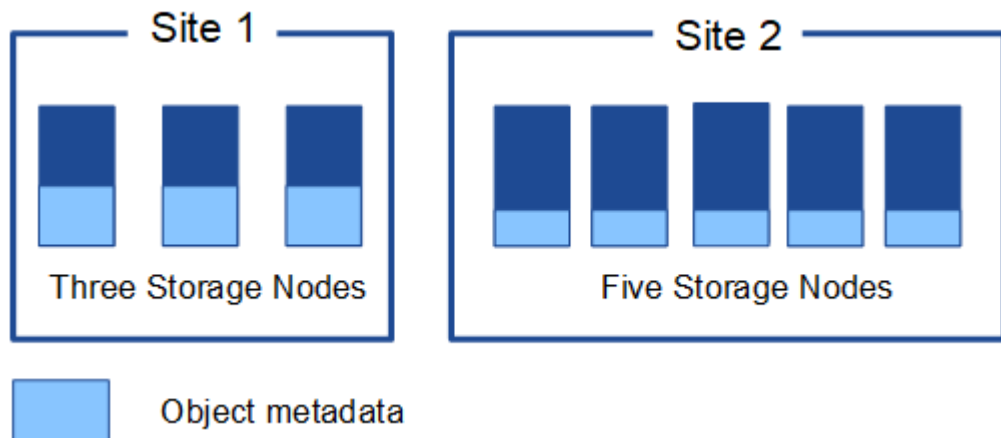 Site 1
Site 2
Three Storage Nodes
Five Storage Nodes
Object metadata